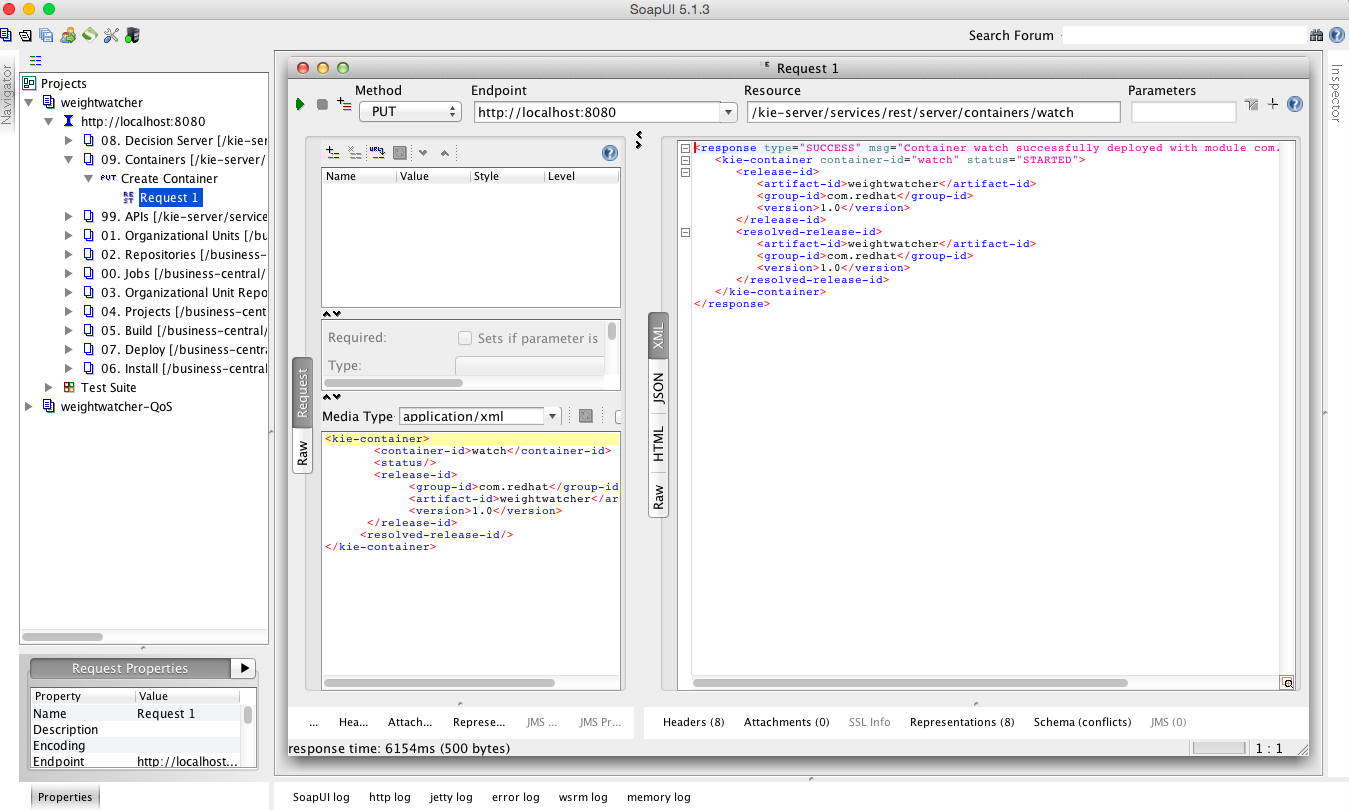 SoapUI 5.1.3
Search Forum
Navigator
Projects
weightwatcher
http://localhost:8080
08. Decision Server [/kie-ser
09. Containers [/kie-server/
PUT Create Container
REST Request 1
99. APIs [/kie-server/service
01. Organizational Units [/bu
02. Repositories [/business-
00. Jobs [/business-central/
03. Organizational Unit Repo
04. Projects [/business-cent
05. Build [/business-central/
07. Deploy [/business-centra
06. Install [/business-central
Test Suite
weightwatcher-QoS
Request Properties
Property Value
Name Request 1
Description
Encoding
Endpoint http://localhost...
Properties
Request 1
Method Endpoint Resource Parameters
PUT http://localhost:8080 /kie-server/services/rest/server/containers/watch
Inspector
Name Value Style Level
Required: Sets if parameter is
Type:
Request
Raw
Media Type application/xml
<kie-container>
<container-id>watch</container-id>
<status/>
<release-id>
<group-id>com.redhat</group-id
<artifact-id>weightwatcher</ar
<version>1.0</version>
</release-id>
<resolved-release-id/>
</kie-container>
... Hea... Attach... Represe... JMS ... JMS Pr...
XML
JSON
HTML
Raw
<response type="SUCCESS" msg="Container watch successfully deployed with module com.
<kie-container container-id="watch" status="STARTED">
<release-id>
<artifact-id>weightwatcher</artifact-id>
<group-id>com.redhat</group-id>
<version>1.0</version>
</release-id>
<resolved-release-id>
<artifact-id>weightwatcher</artifact-id>
<group-id>com.redhat</group-id>
<version>1.0</version>
</resolved-release-id>
</kie-container>
</response>
Headers (8) Attachments (0) SSL Info Representations (8) Schema (conflicts) JMS (0)
response time: 6154ms (500 bytes)
1 : 1
SoapUI log http log jetty log error log wsrm log memory log